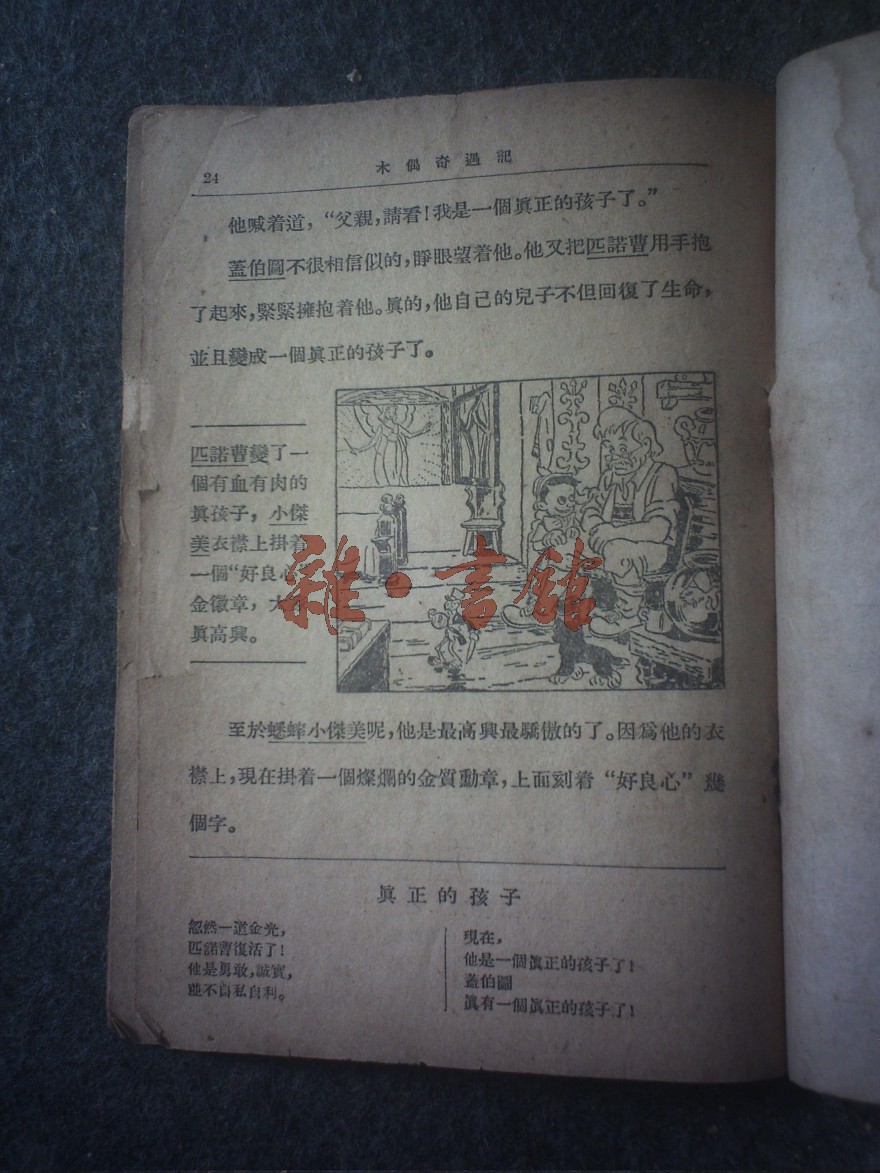 24
木偶奇遇記
他喊着道，“父親，請看！我是一個眞正的孩子了。”
蓋伯圖不很相信似的，睜眼望着他。他又把匹諾曹用手抱
了起來，緊緊擁抱着他。眞的，他自己的兒子不但回復了生命，
並且變成一個眞正的孩子了。
匹諾曹變了一
個有血有肉的
眞孩子，小傑
美衣襟上掛着
一個“好良心”
金徽章，大
眞高興。
雜·書館
至於蟋蟀小傑美呢，他是最高興最驕傲的了。因爲他的衣
襟上，現在掛着一個燦爛的金質勳章，上面刻着“好良心”幾
個字。
眞正的孩子
忽然一道金光，
匹諾曹復活了！
他是勇敢，誠實，
並不自私自利。
現在，
他是一個眞正的孩子了！
蓋伯圖
眞有一個眞正的孩子了！